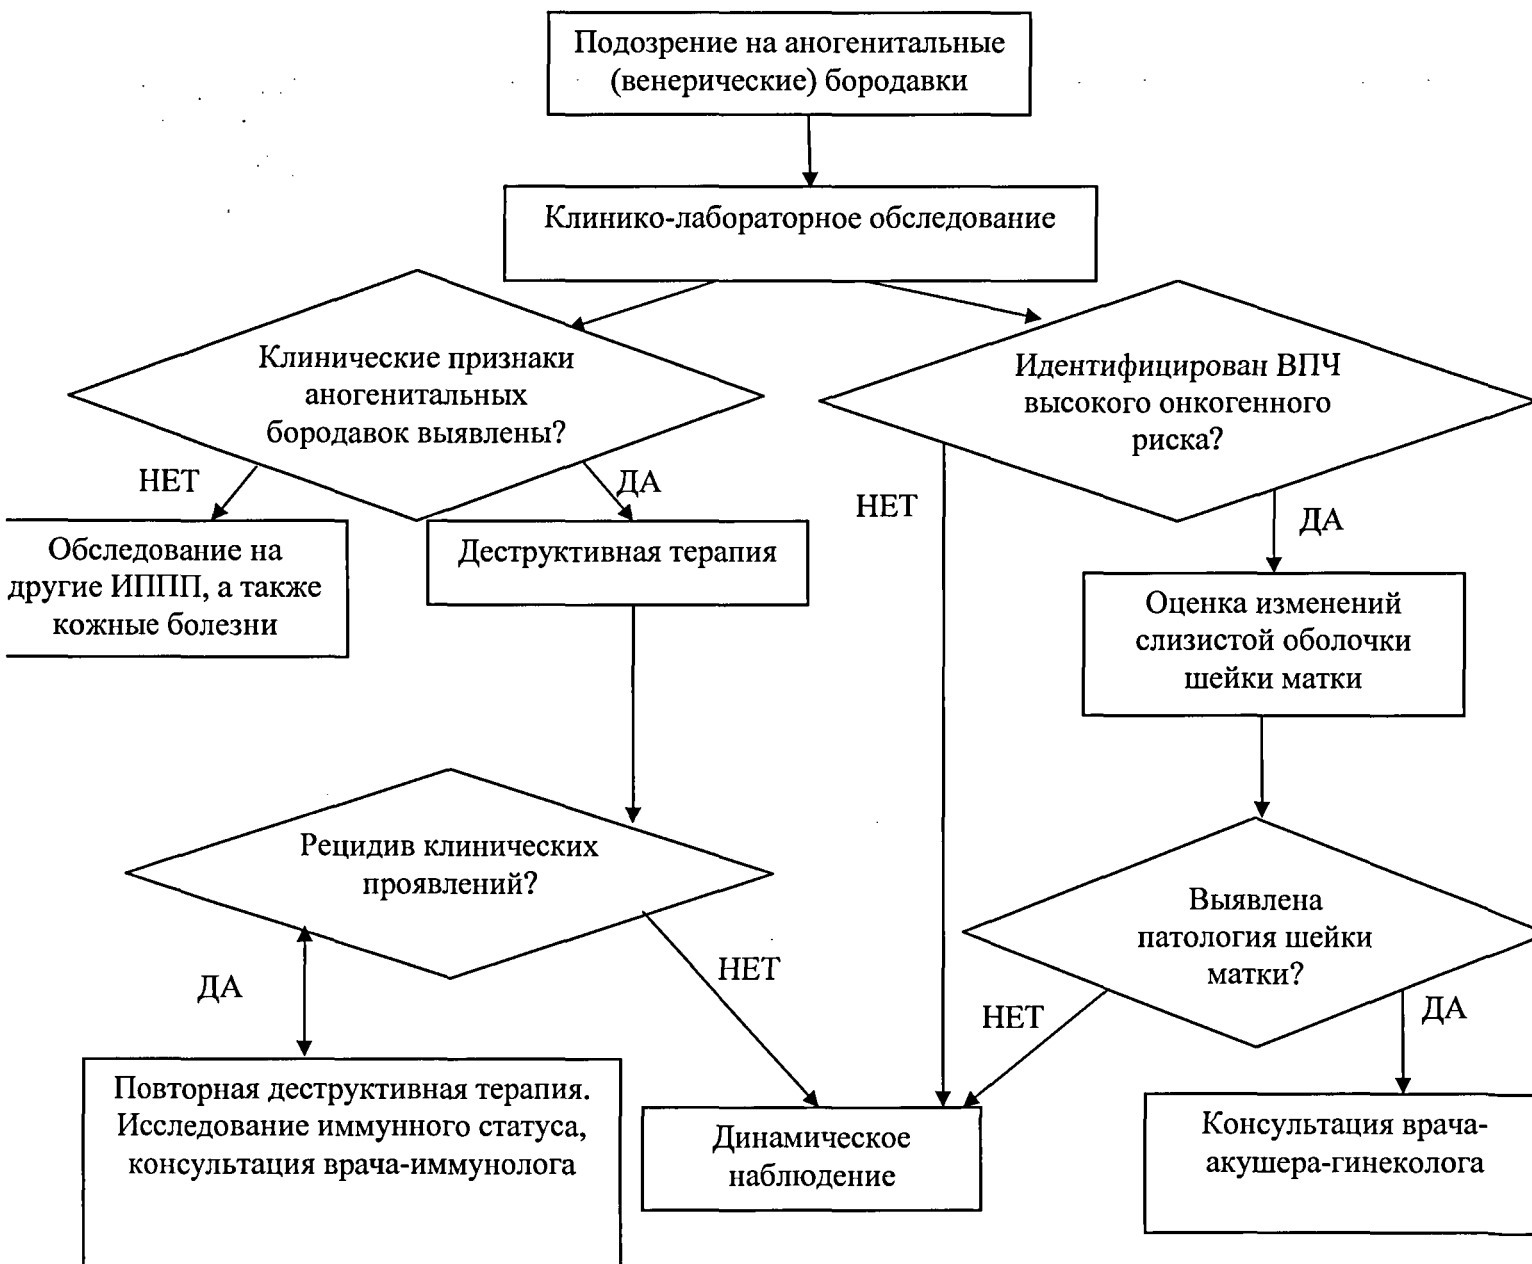 Подозрение на аногенитальные
(венерические) бородавки
Клинико-лабораторное обследование
Клинические признаки
аногенитальных
бородавок выявлены?
Идентифицирован ВПЧ
высокого онкогенного
риска?
НЕТ
ДА
НЕТ
ДА
Обследование на
другие ИППП, а также
кожные болезни
Деструктивная терапия
Оценка изменений
слизистой оболочки
шейки матки
Рецидив клинических
проявлений?
Выявлена
патология шейки
матки?
ДА
НЕТ
НЕТ
ДА
Повторная деструктивная терапия.
Исследование иммунного статуса,
консультация врача-иммунолога
Динамическое
наблюдение
Консультация врача-
акушера-гинеколога